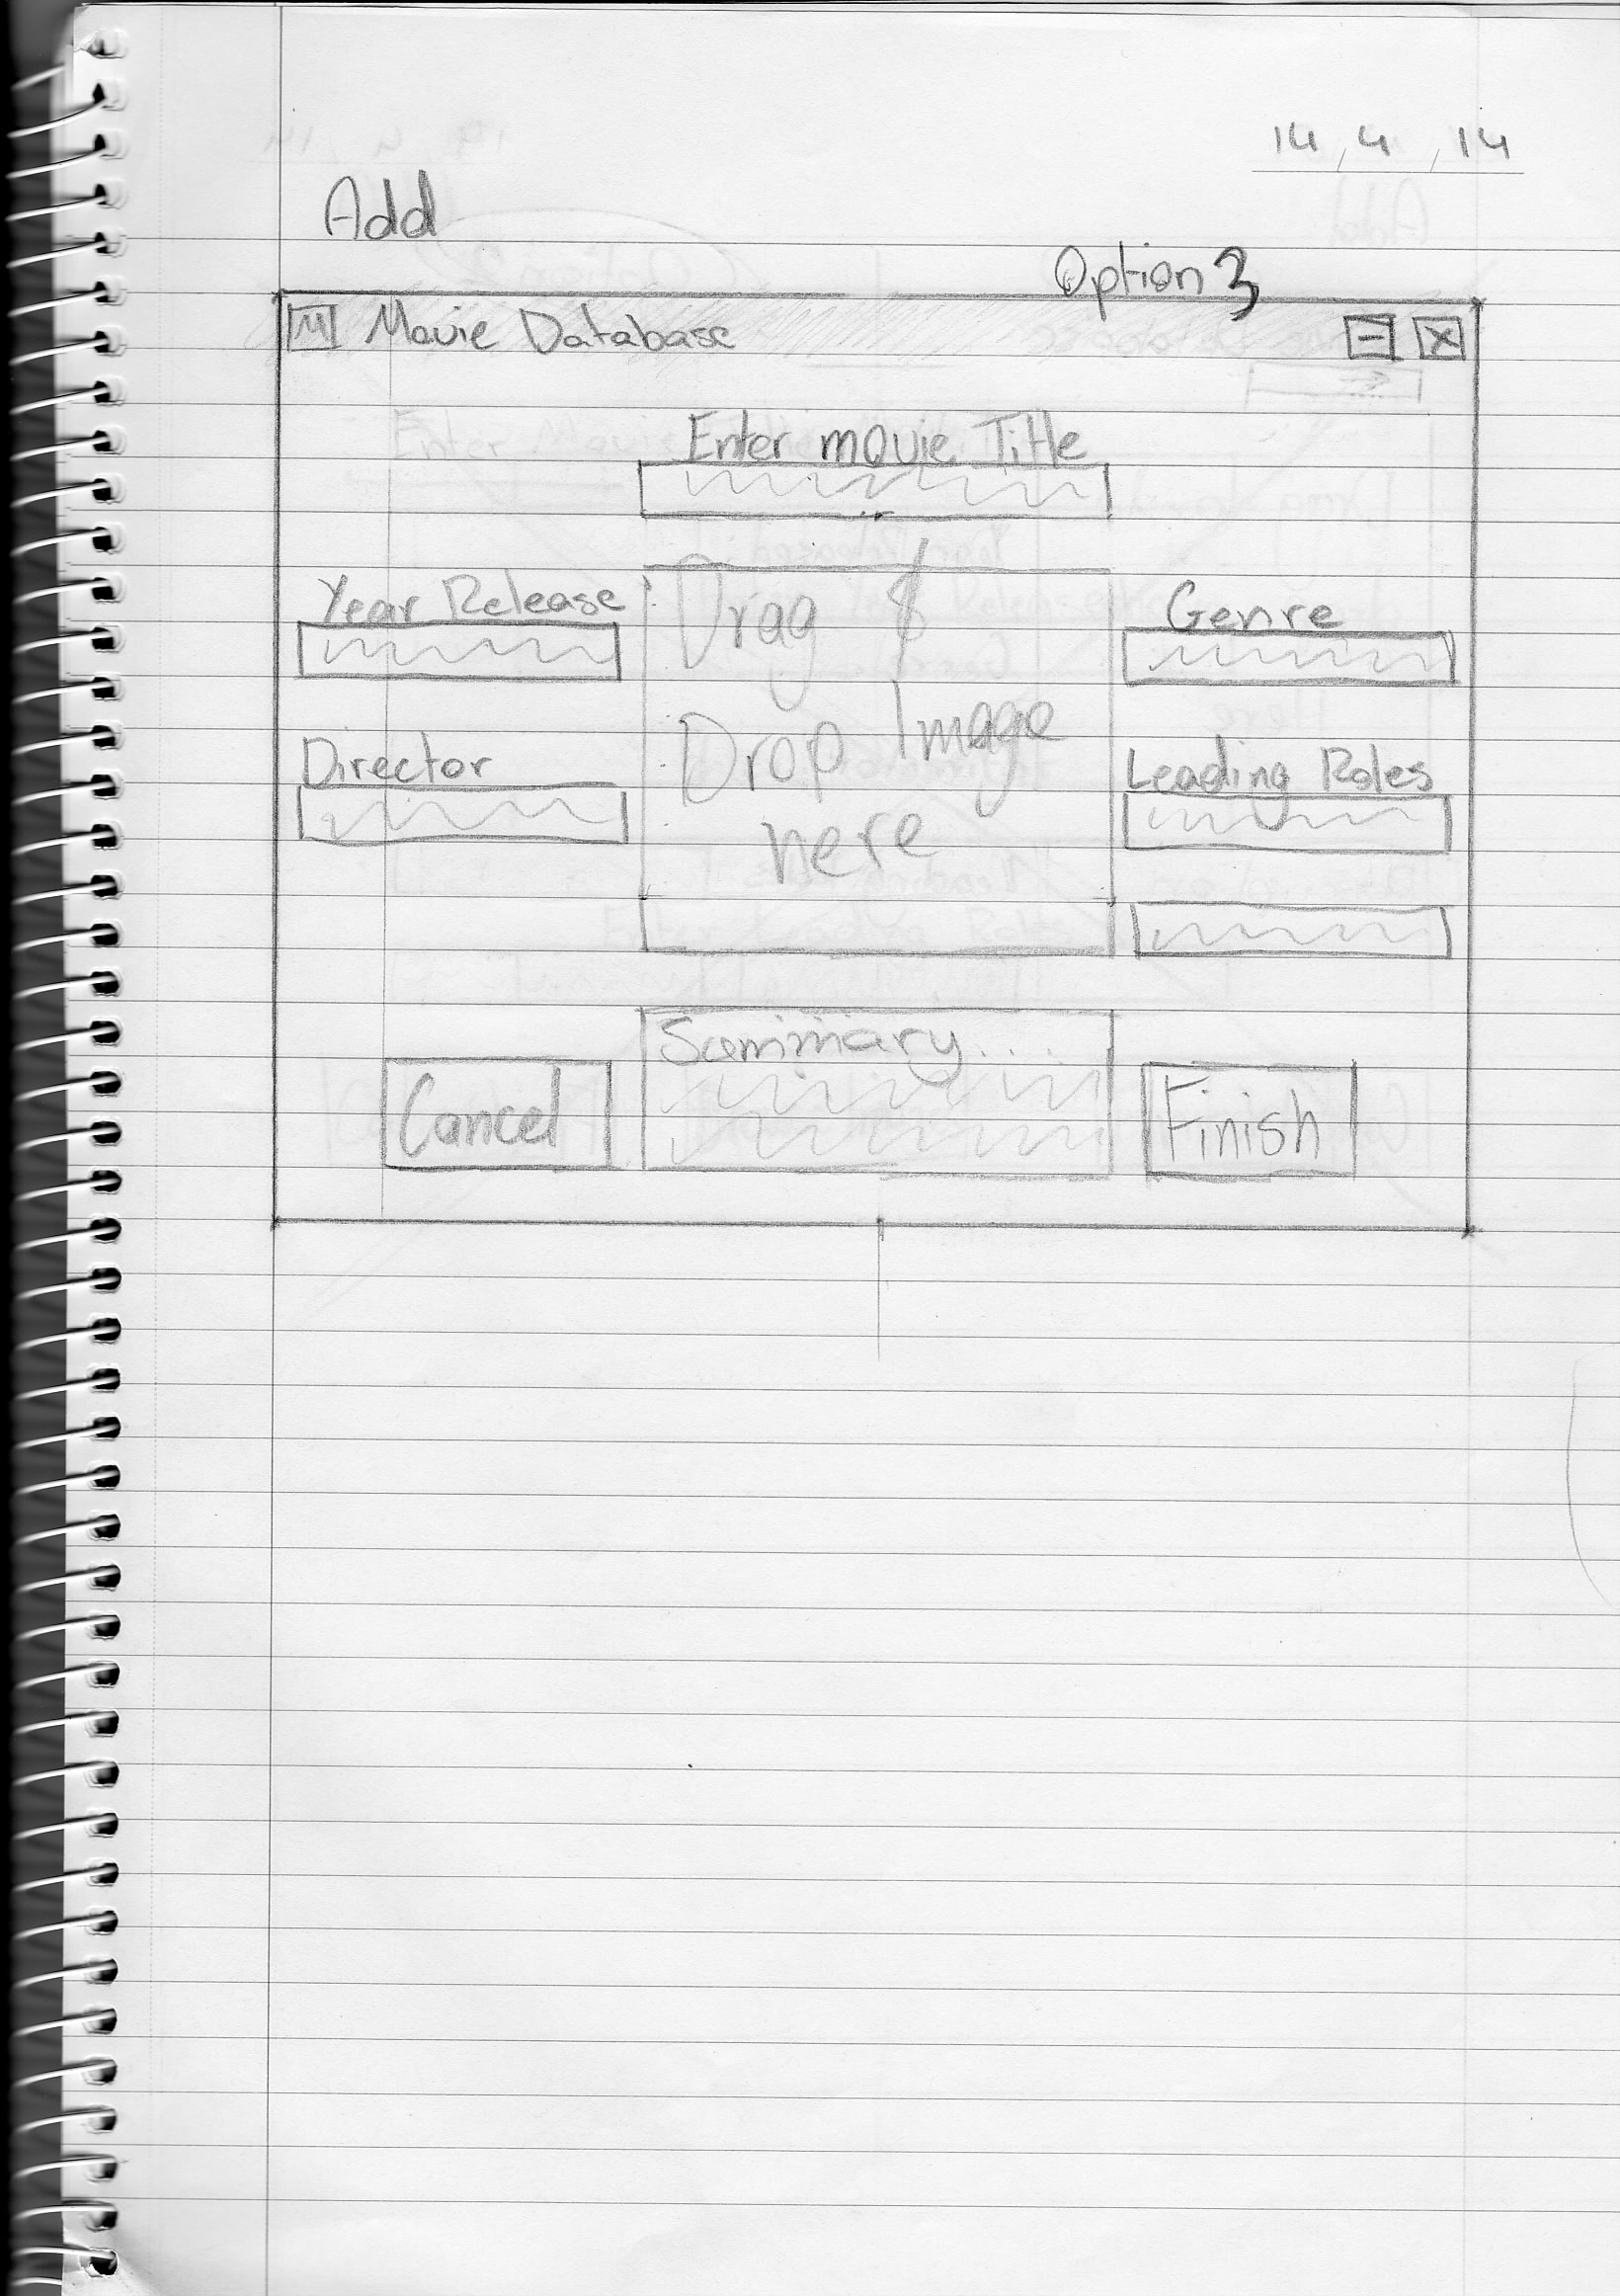 14, 4, 14
Add
Option 3
M Movie Database - X
Enter movie Title
Year Release
Drag &
Genre
Drop Image
Director
Leading Roles
here
Summary....
Cancel
Finish